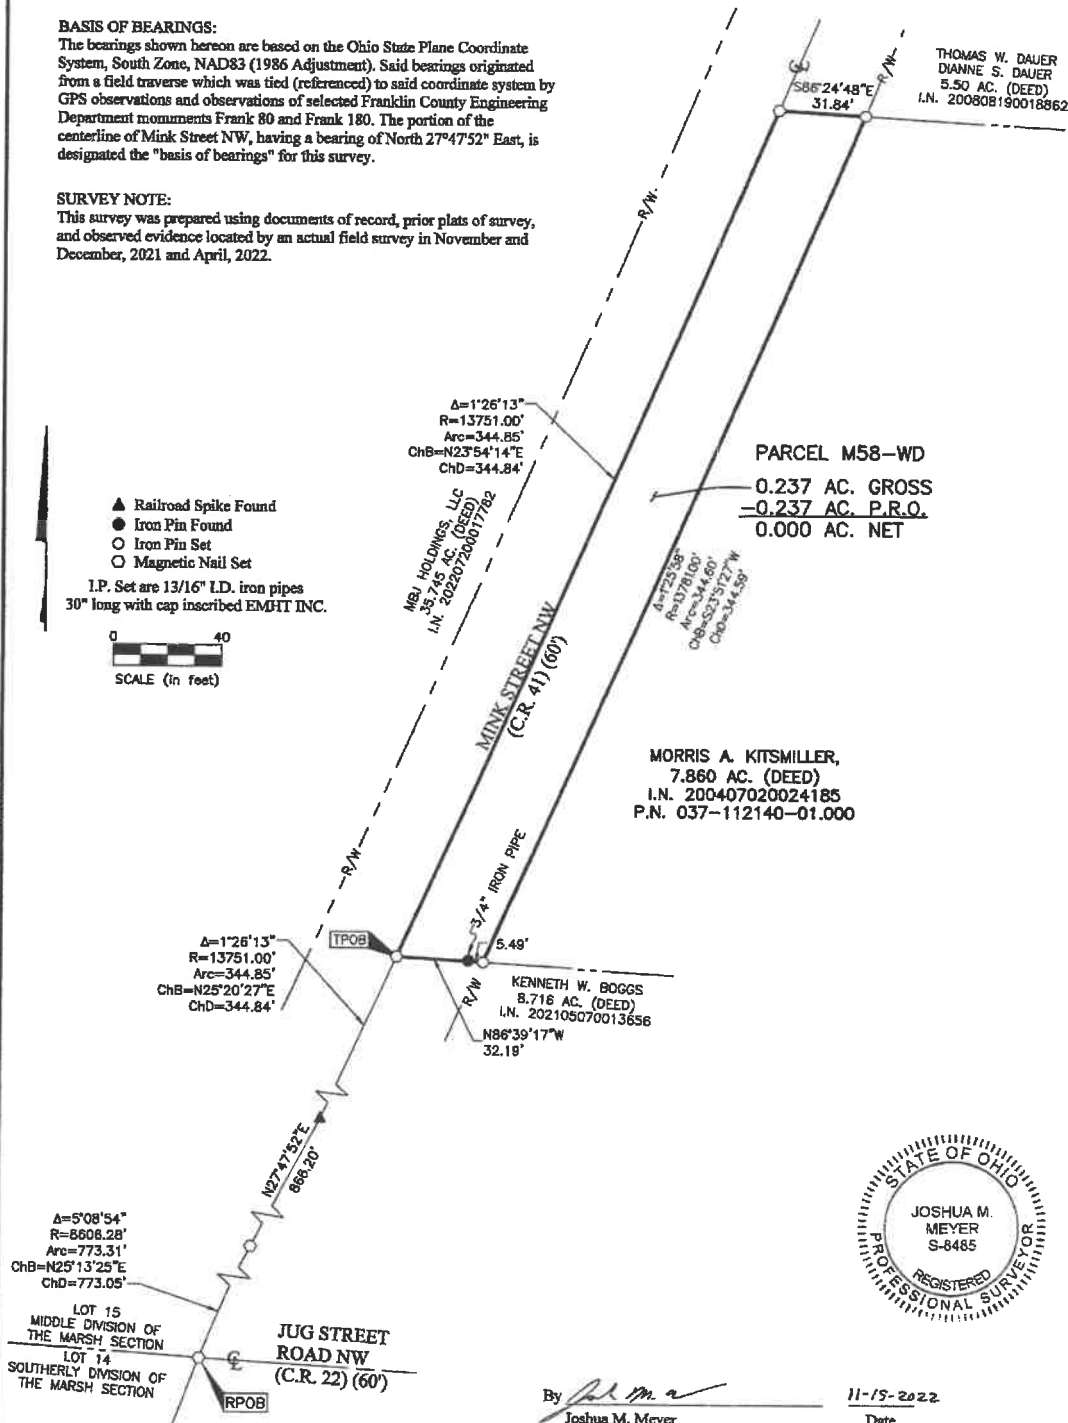 BASIS OF BEARINGS:
The bearings shown hereon are based on the Ohio State Plane Coordinate
System, South Zone, NAD83 (1986 Adjustment). Said bearings originated
from a field traverse which was tied (referenced) to said coordinate system by
GPS observations and observations of selected Franklin County Engineering
Department monuments Frank 80 and Frank 180. The portion of the
centerline of Mink Street NW, having a bearing of North 27°47'52" East, is
designated the "basis of bearings" for this survey.
SURVEY NOTE:
This survey was prepared using documents of record, prior plats of survey,
and observed evidence located by an actual field survey in November and
December, 2021 and April, 2022.
THOMAS W. DAUER
DIANNE S. DAUER
5.50 AC. (DEED)
I.N. 200808190018862
R/W
S86°24'48"E
31.84'
R/W
Δ=1°26'13"
R=13751.00'
Arc=344.85'
ChB=N23°54'14"E
ChD=344.84'
PARCEL M58-WD
0.237 AC. GROSS
-0.237 AC. P.R.O.
0.000 AC. NET
Railroad Spike Found
Iron Pin Found
Iron Pin Set
Magnetic Nail Set
I.P. Set are 13/16" I.D. iron pipes
30" long with cap inscribed EMHT INC.
0 40
SCALE (in feet)
MBJ HOLDINGS, LLC
35.745 AC. (DEED)
I.N. 202207200017782
Δ=1°25'58"
R=13781.00'
Arc=344.60'
ChB=S23°51'27"W
ChD=344.59'
MINK STREET NW
(C.R. 41) (60')
MORRIS A. KITSMILLER,
7.860 AC. (DEED)
I.N. 200407020024185
P.N. 037-112140-01.000
R/W
3/4" IRON PIPE
TPOB
5.49'
Δ=1°26'13"
R=13751.00'
Arc=344.85'
ChB=N25°20'27"E
ChD=344.84'
R/W
KENNETH W. BOGGS
8.716 AC. (DEED)
I.N. 202105070013656
N86°39'17"W
32.19'
N27°47'52"E
868.20'
Δ=5°08'54"
R=8606.28'
Arc=773.31'
ChB=N25°13'25"E
ChD=773.05'
LOT 15
MIDDLE DIVISION OF
THE MARSH SECTION
LOT 14
SOUTHERLY DIVISION OF
THE MARSH SECTION
JUG STREET
ROAD NW
(C.R. 22) (60')
RPOB
STATE OF OHIO
JOSHUA M.
MEYER
S-8485
REGISTERED
PROFESSIONAL SURVEYOR
By
Joshua M. Meyer
11-15-2022
Date